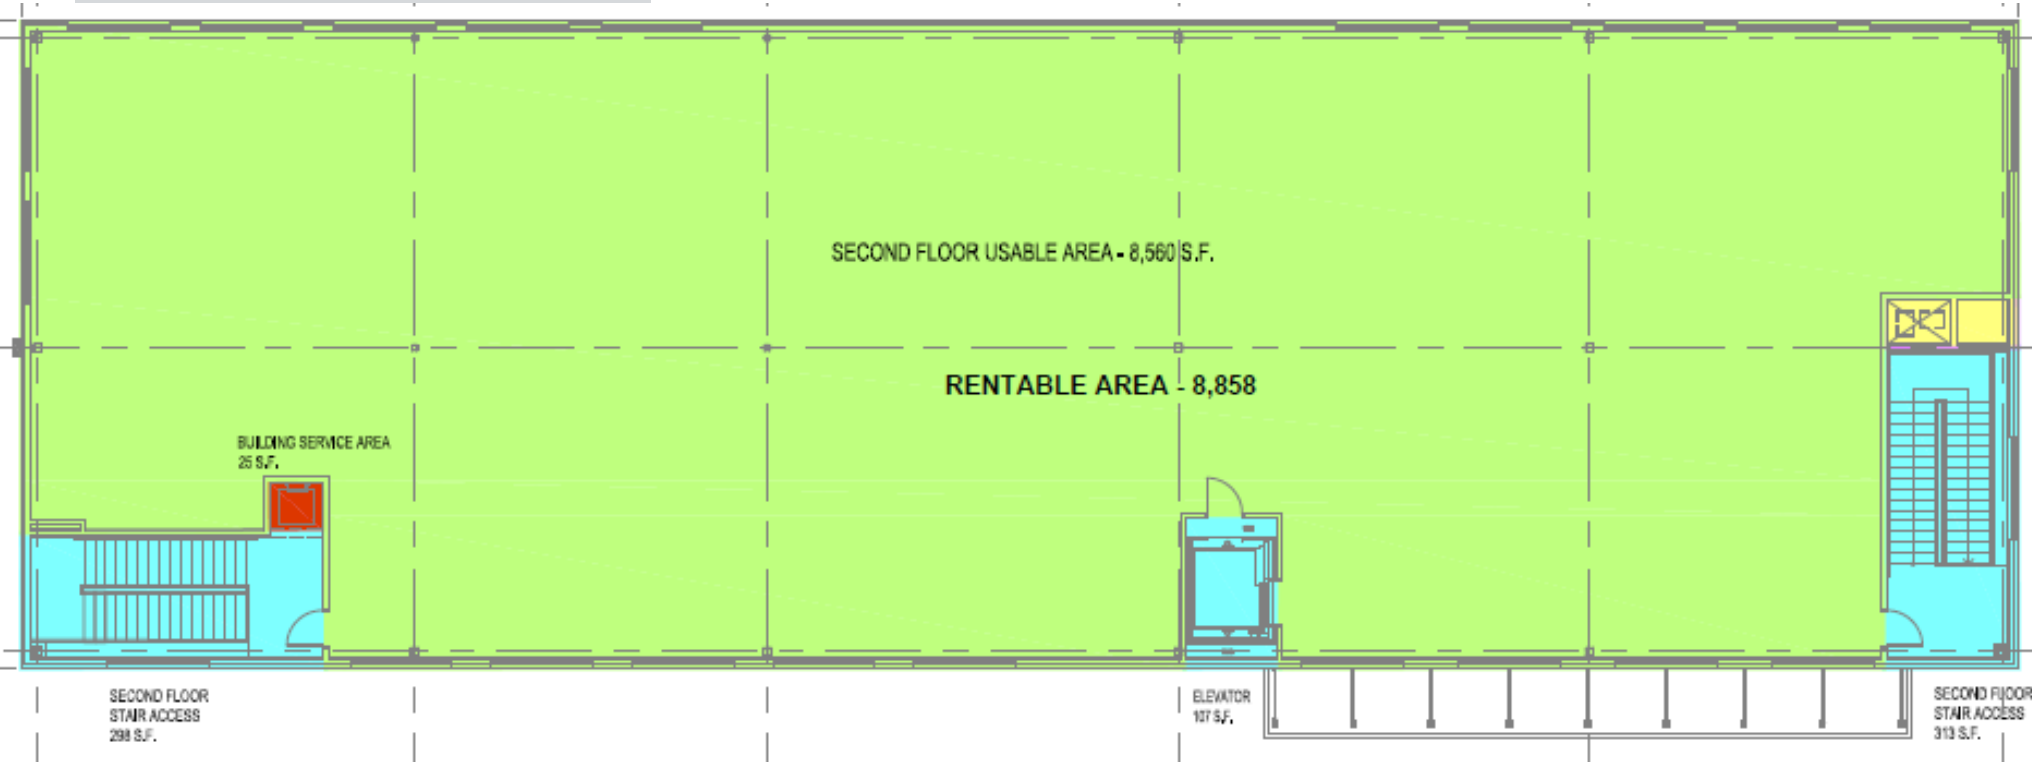 SECOND FLOOR USABLE AREA - 8,560 S.F.
RENTABLE AREA - 8,858
BUILDING SERVICE AREA
25 S.F.
SECOND FLOOR
STAIR ACCESS
298 S.F.
ELEVATOR
107 S.F.
SECOND FLOOR
STAIR ACCESS
313 S.F.